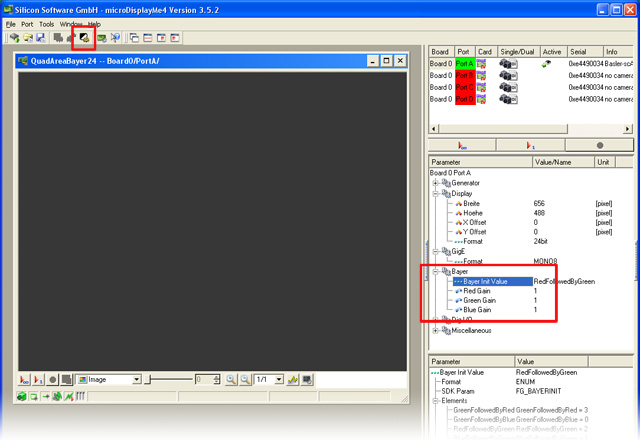 Silicon Software GmbH - microDisplayMe4 Version 3.5.2
File Port Tools Window Help
QuadAreaBayer24 -- Board0/PortA/
Board Port Card Single/Dual Active Serial Info
Board 0 Port A 0xe4490034 Basler-scA
Board 0 Port B 0xe4490034 no camera
Board 0 Port C 0xe4490034 no camera
Board 0 Port D 0xe4490034 no camera
Parameter Value/Name Unit
Board 0 Port A
Generator
Display
Breite 656 [pixel]
Hoehe 488 [pixel]
X Offset 0 [pixel]
Y Offset 0 [pixel]
Format 24bit
GigE
Format MONO8
Bayer
Bayer Init Value RedFollowedByGreen
Red Gain 1
Green Gain 1
Blue Gain 1
Dig I/O
Miscellaneous
Image 0 1/1
Parameter Value
Bayer Init Value RedFollowedByGreen
Format ENUM
SDK Param FG_BAYERINIT
Elements
GreenFollowedByRed GreenFollowedByRed = 3
GreenFollowedByBlue GreenFollowedByBlue = 0
RedFollowedByGreen RedFollowedByGreen = 2